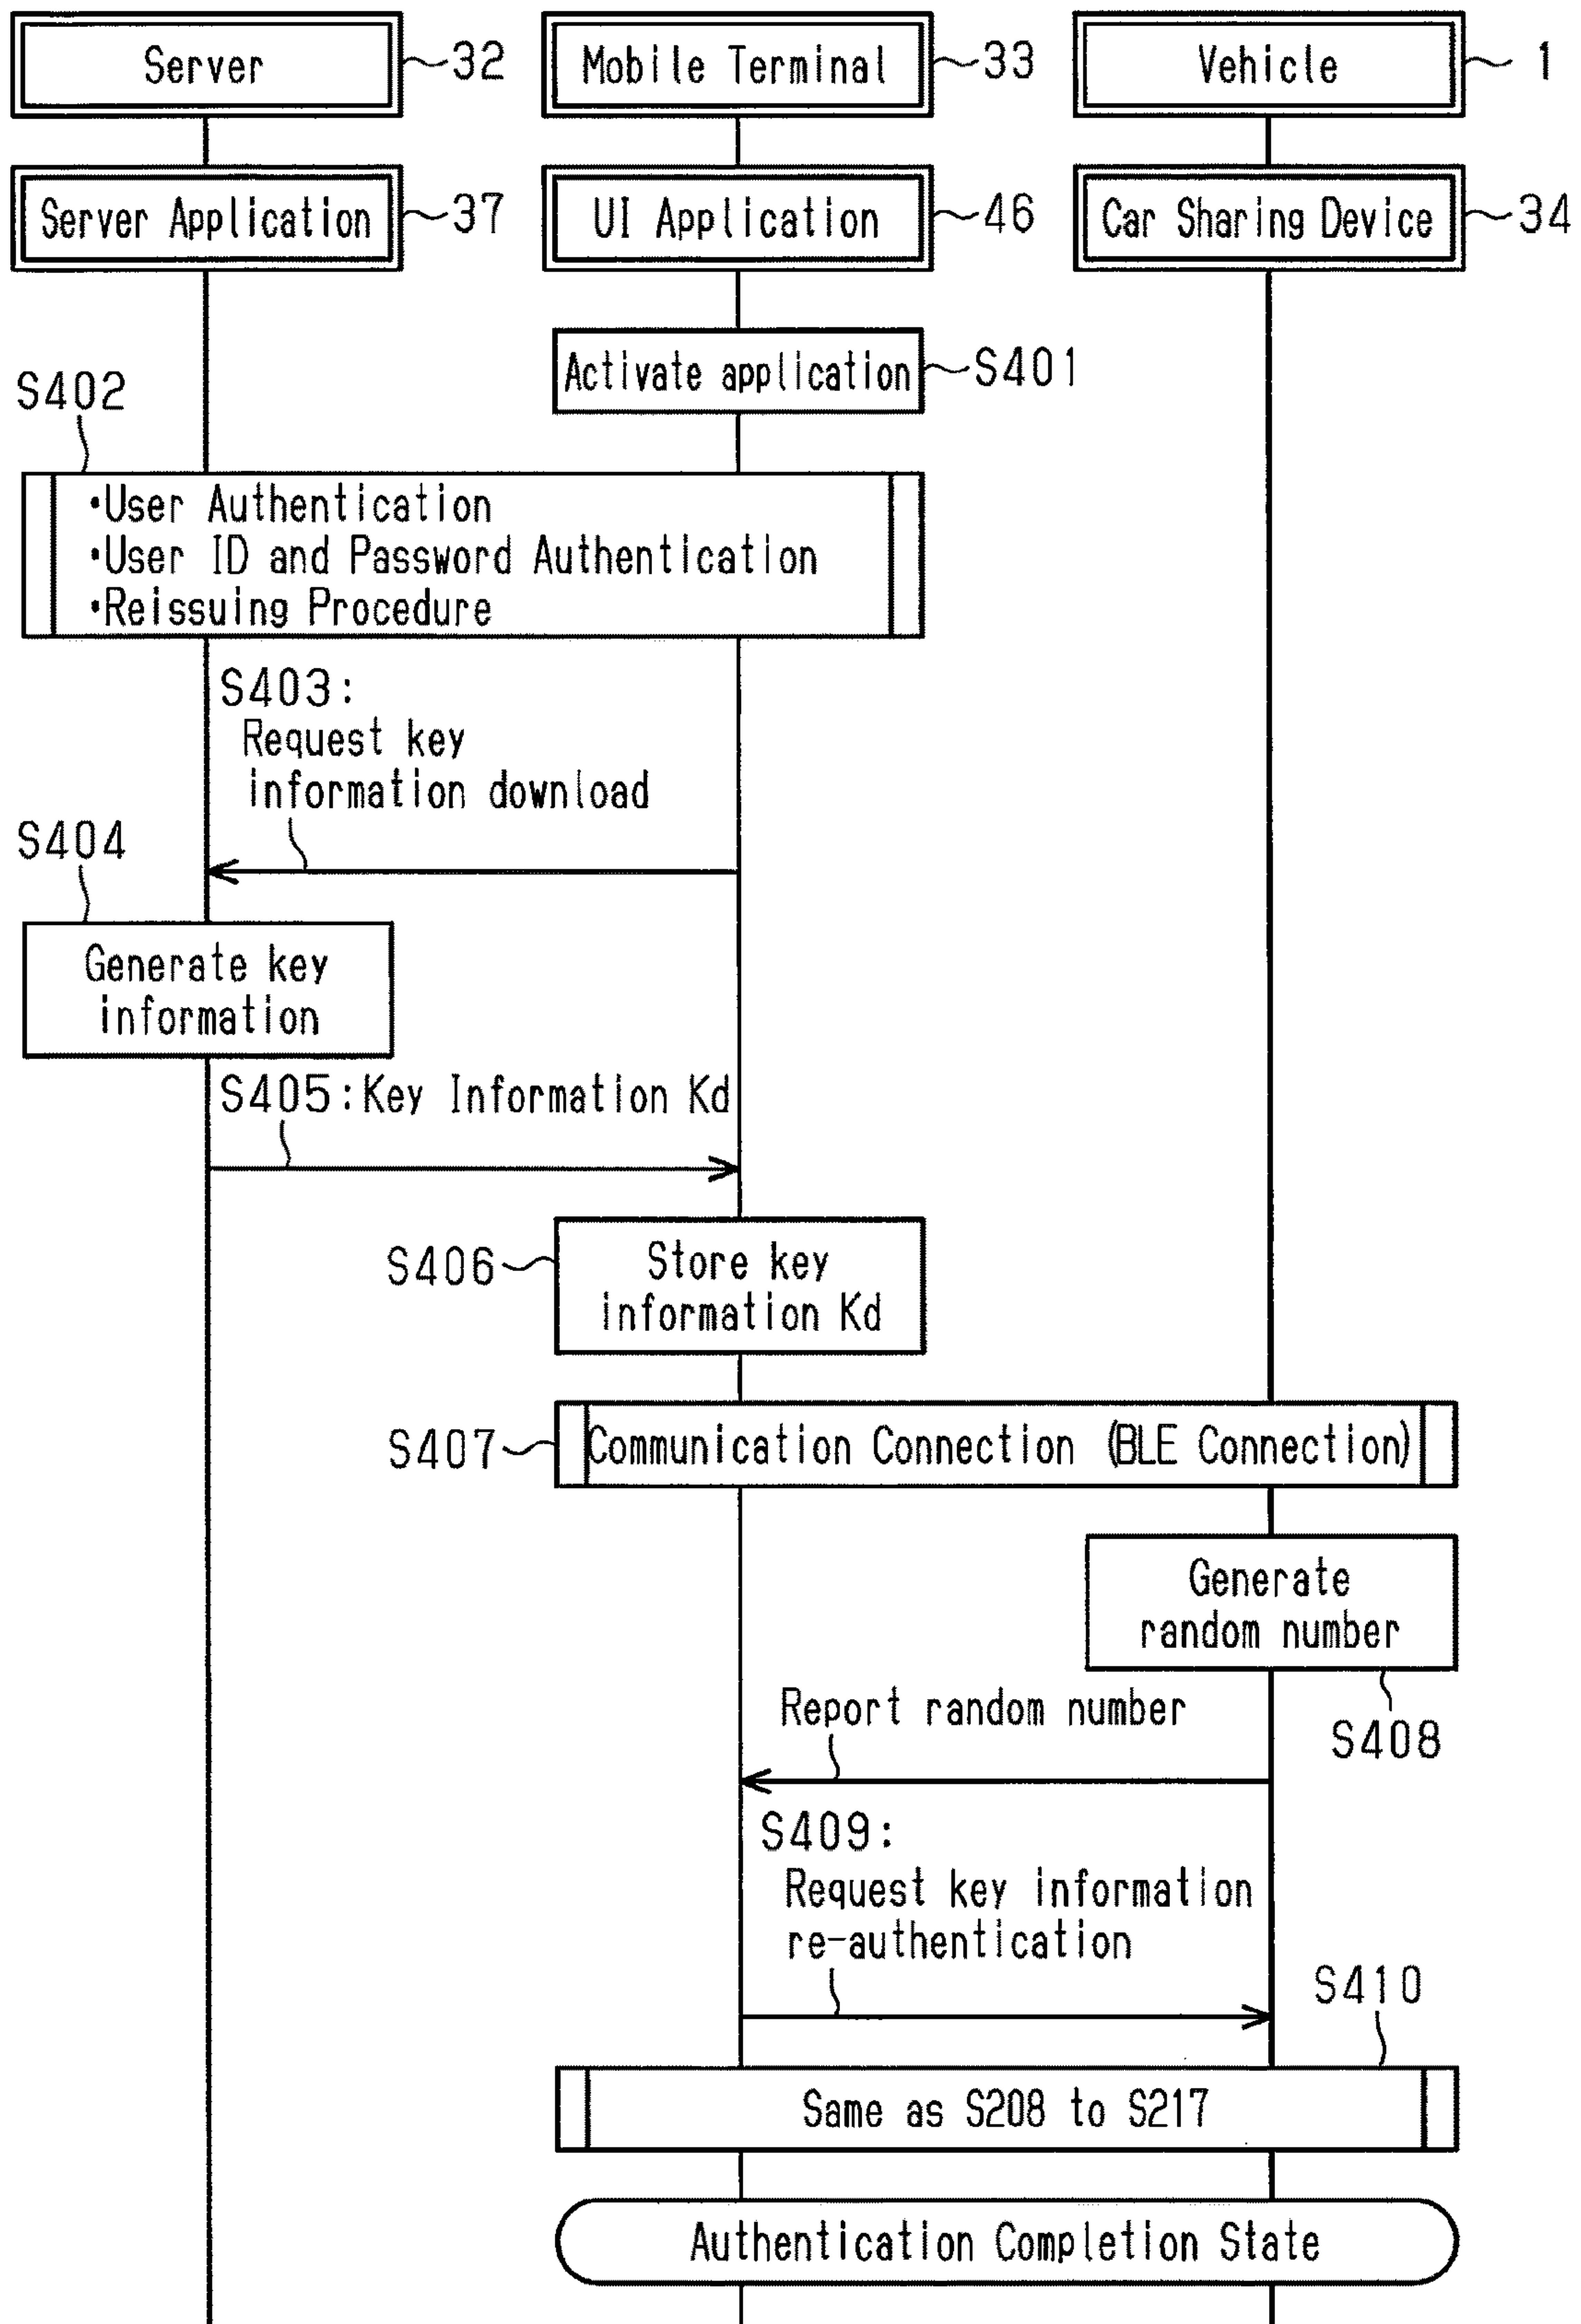 Server
32
Mobile Terminal
33
Vehicle
1
Server Application
37
UI Application
46
Car Sharing Device
34
Activate application
S401
S402
•User Authentication
•User ID and Password Authentication
•Reissuing Procedure
S403:
Request key
information download
S404
Generate key
information
S405:Key Information Kd
S406
Store key
information Kd
S407
Communication Connection (BLE Connection)
Generate
random number
S408
Report random number
S409:
Request key information
re-authentication
S410
Same as S208 to S217
Authentication Completion State